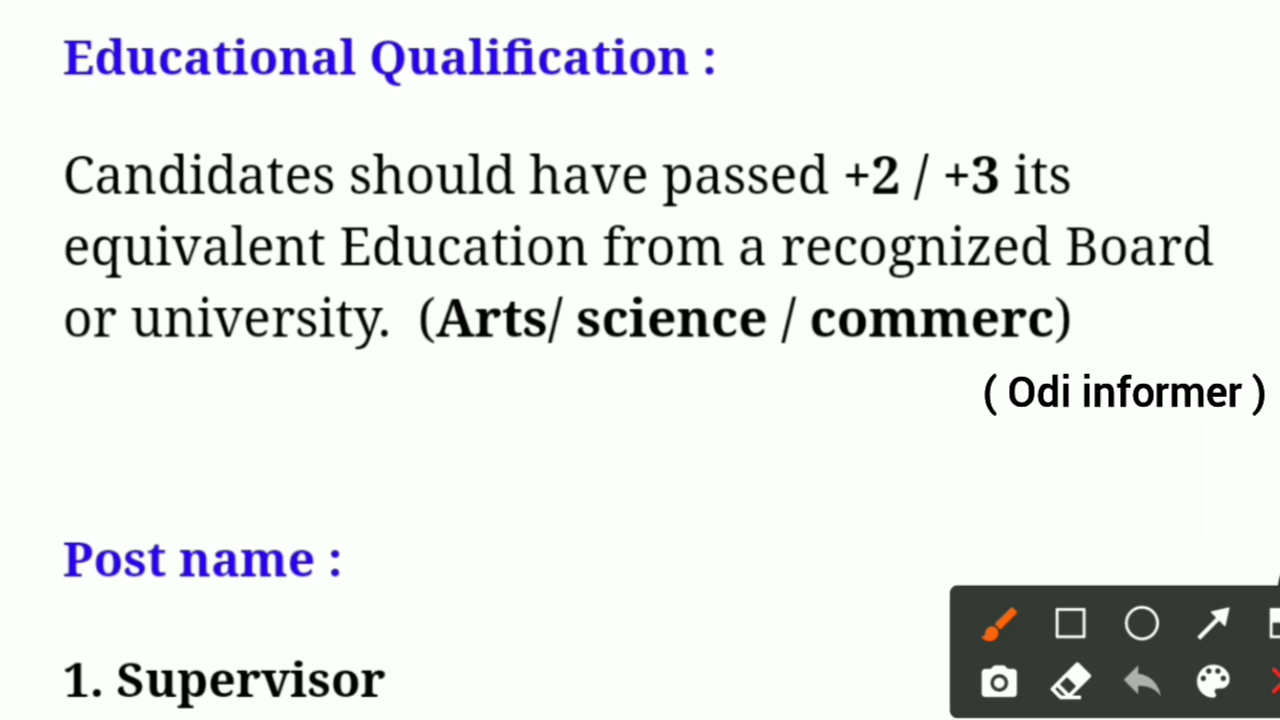 Educational Qualification :
Candidates should have passed +2 / +3 its
equivalent Education from a recognized Board
or university. (Arts/ science / commerc)
( Odi informer )
Post name :
1. Supervisor